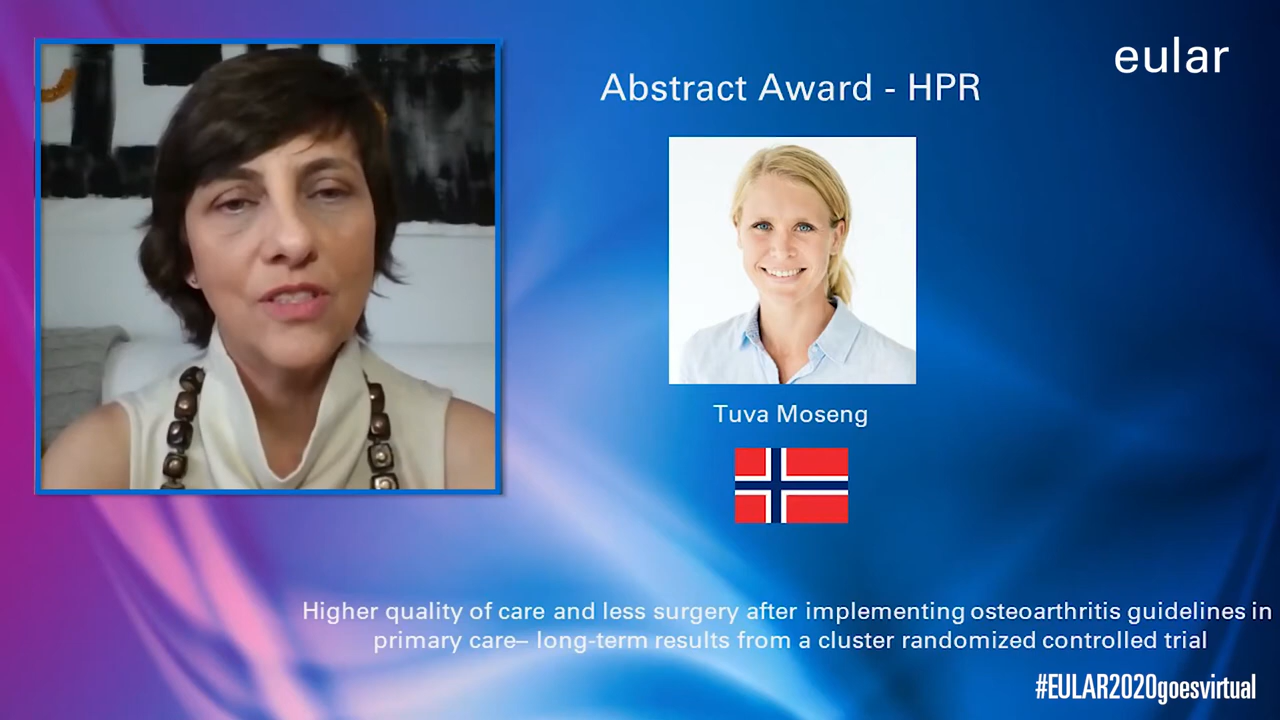 eular
Abstract Award - HPR
Tuva Moseng
Higher quality of care and less surgery after implementing osteoarthritis guidelines in
primary care– long-term results from a cluster randomized controlled trial
#EULAR2020goesvirtual